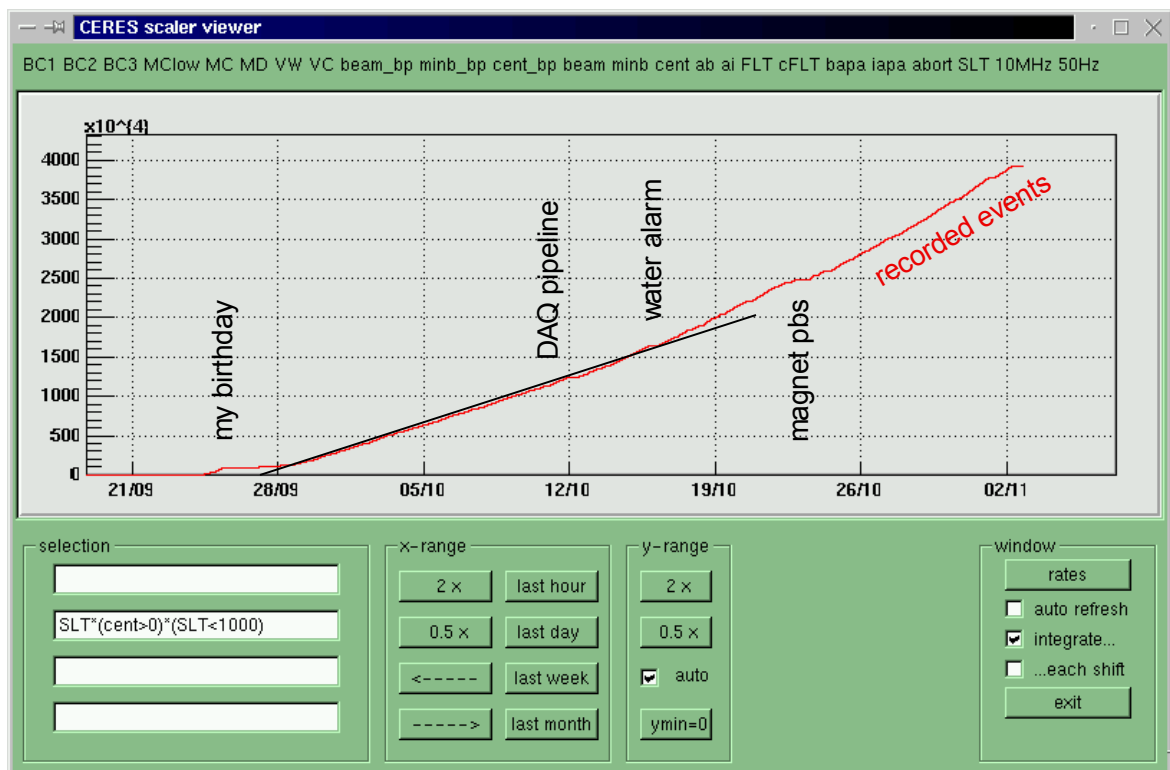 CERES scaler viewer
BC1 BC2 BC3 MClow MC MD VW VC beam_bp minb_bp cent_bp beam minb cent ab ai FLT cFLT bapa iapa abort SLT 10MHz 50Hz
x10^{4}
4000
3500
3000
2500
2000
1500
1000
500
0
my birthday
DAQ pipeline
water alarm
magnet pbs
recorded events
21/09 28/09 05/10 12/10 19/10 26/10 02/11
selection
SLT*(cent>0)*(SLT<1000)
x-range
2 x last hour
0.5 x last day
<----- last week
-----> last month
y-range
2 x
0.5 x
auto
ymin=0
window
rates
auto refresh
integrate...
...each shift
exit